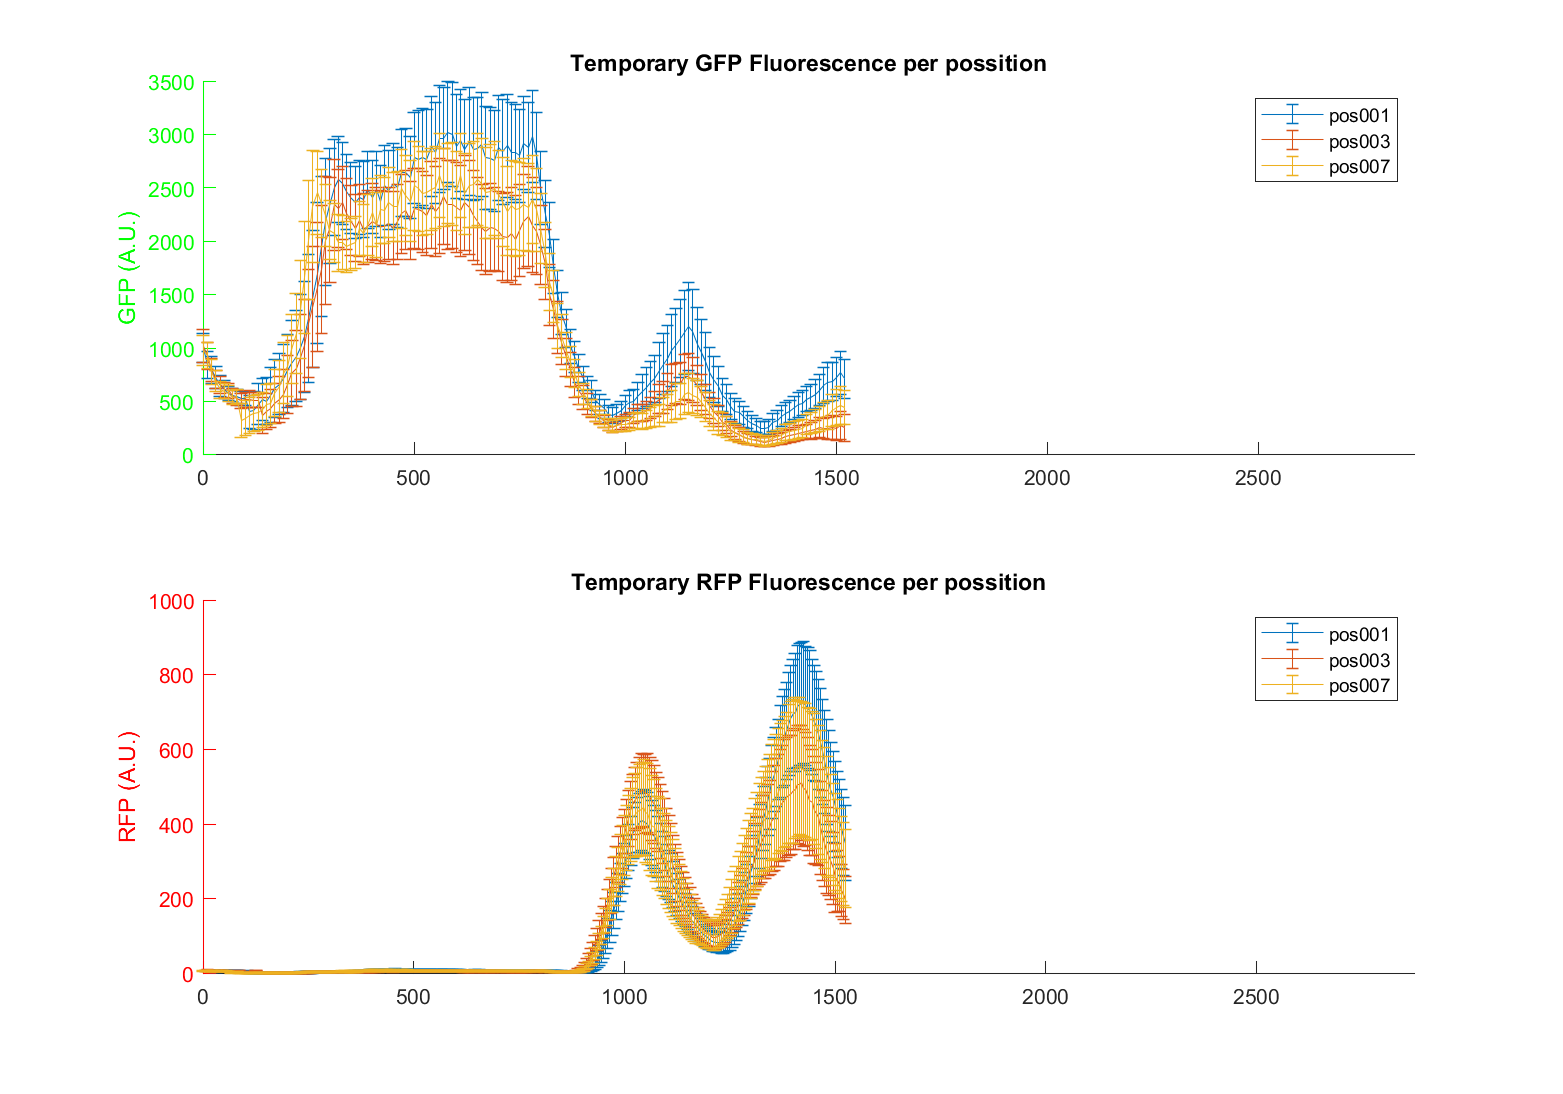 Temporary GFP Fluorescence per possition
GFP (A.U.)
3500
3000
2500
2000
1500
1000
500
0
0 500 1000 1500 2000 2500
pos001
pos003
pos007
Temporary RFP Fluorescence per possition
RFP (A.U.)
1000
800
600
400
200
0
0 500 1000 1500 2000 2500
pos001
pos003
pos007